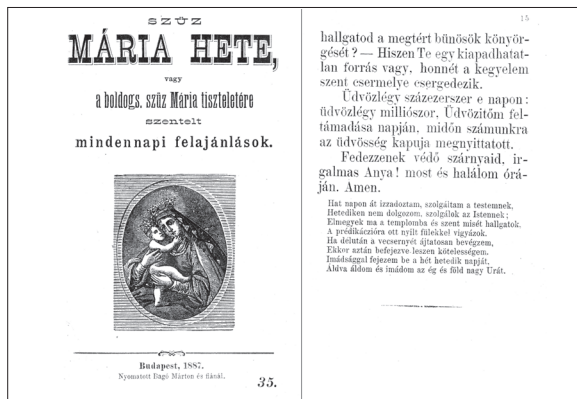 SZŰZ
MÁRIA HETE,
vagy
a boldogs. szűz Mária tiszteletére
szentelt
mindennapi felajánlások.
Budapest, 1887.
Nyomatott Bagó Márton és fiánál.
35.
15
hallgatod a megtért bünösök könyör-
gését? — Hiszen Te egy kiapadhatat-
lan forrás vagy, honnét a kegyelem
szent csermelye csergedezik.
Üdvözlégy százezerszer e napon:
üdvözlégy milliószor, Üdvözitőm fel-
támadása napján, midőn számunkra
az üdvösség kapuja megnyittatott.
Fedezzenek védő szárnyaid, ir-
galmas Anya! most és halálom órá-
ján. Amen.
Hat napon át izzadoztam, szolgáltam a testemnek,
Hetediken nem dolgozom, szolgálok az Istennek;
Elmegyek ma a templomba és szent misét hallgatok,
A prédikáczióra ott nyilt fülekkel vigyázok.
Ha délután a vecsernyét ájtatosan bevégzem,
Ekkor aztán befejezve leszen kötelességem.
Imádsággal fejezem be a hét hetedik napját,
Áldva áldom és imádom az ég és föld nagy Urát.